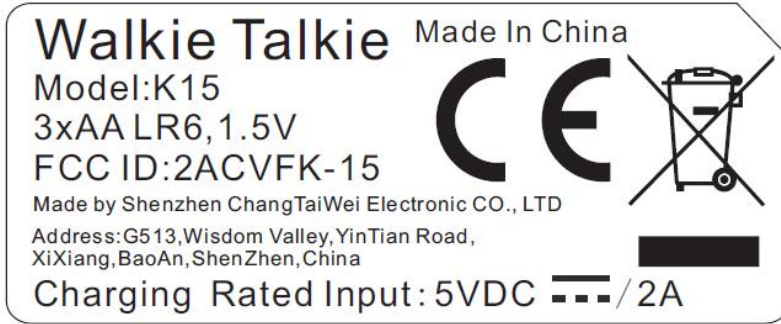 Walkie Talkie Made In China
Model:K15
3xAA LR6,1.5V
FCC ID:2ACVFK-15
CE
Made by Shenzhen ChangTaiWei Electronic CO., LTD
Address:G513,Wisdom Valley,YinTian Road,
XiXiang,BaoAn,ShenZhen,China
Charging Rated Input: 5VDC ⎓/2A